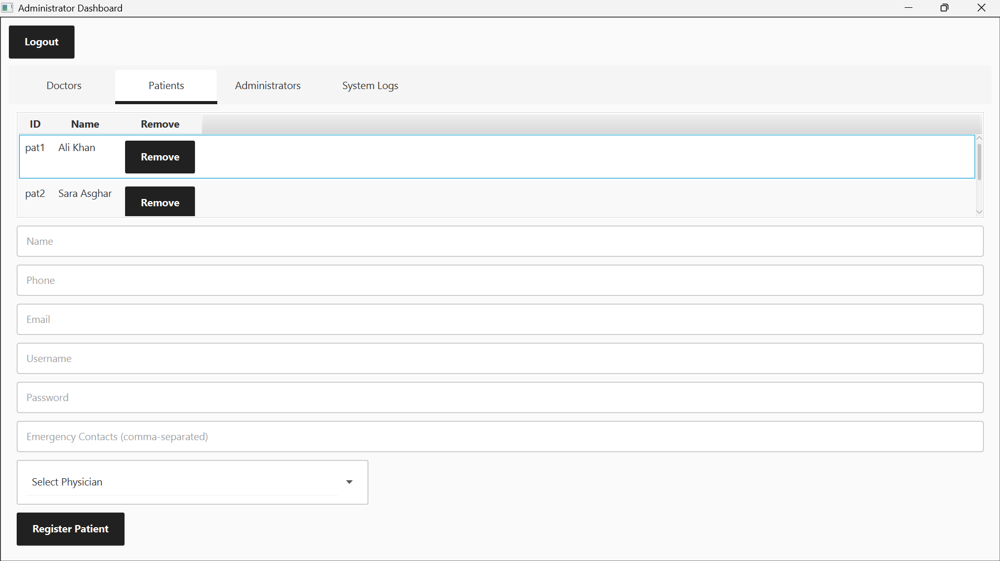 Administrator Dashboard
Logout
Doctors Patients Administrators System Logs
ID Name Remove
pat1 Ali Khan Remove
pat2 Sara Asghar Remove
Name
Phone
Email
Username
Password
Emergency Contacts (comma-separated)
Select Physician
Register Patient